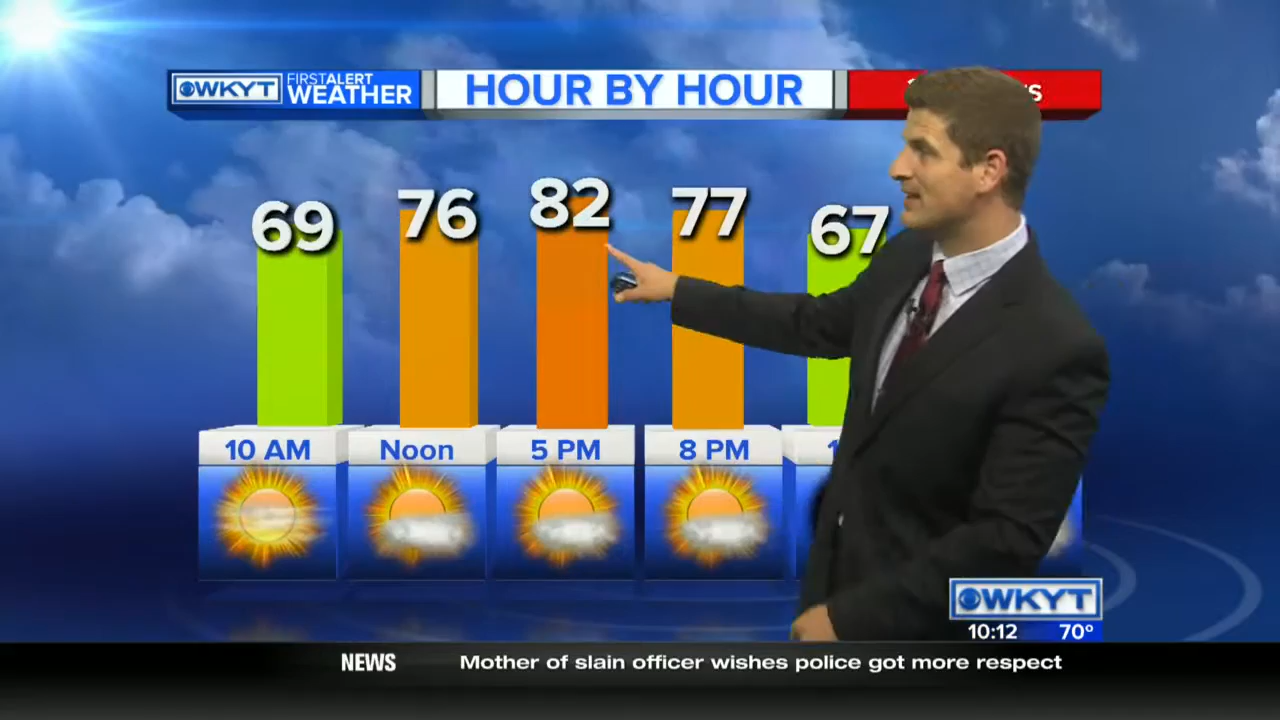 WKYT FIRST ALERT WEATHER
HOUR BY HOUR
69 76 82 77 67
10 AM Noon 5 PM 8 PM
WKYT
10:12 70°
NEWS Mother of slain officer wishes police got more respect